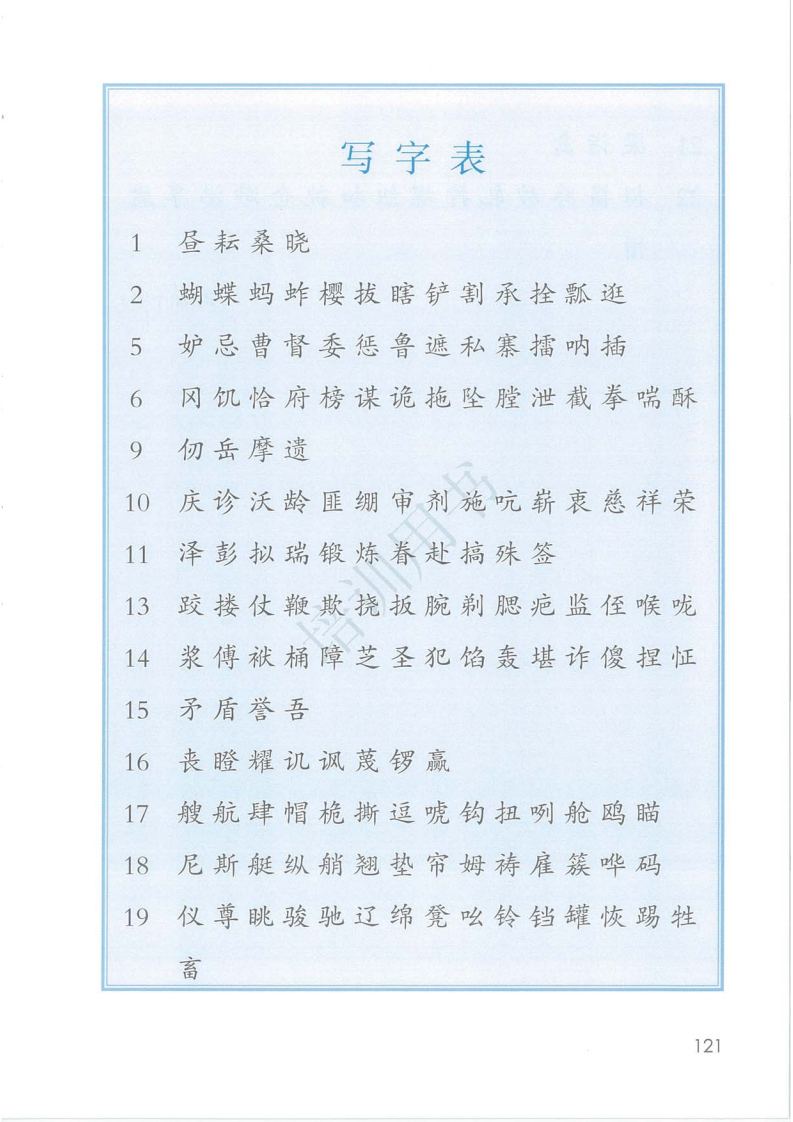 写字表
1 昼耘桑晓
2 蝴蝶蚂蚱樱拔瞎铲割承拴瓢逛
5 妒忌曹督委惩鲁遮私寨擂呐插
6 冈饥恰府榜谋诡拖坠膛泄截拳喘酥
9 仞岳摩遗
10 庆诊沃龄匪绷审剂施吭崭衷慈祥荣
11 泽彭拟瑞锻炼眷赴搞殊签
13 跤搂仗鞭欺挠扳腕剃腮疤监侄喉咙
14 浆傅袱桶障芝圣犯馅轰堪诈傻捏怔
15 矛盾誉吾
16 丧瞪耀讥讽蔑锣赢
17 艘航肆帽桅撕逗唬钩扭咧舱鸥瞄
18 尼斯艇纵艄翘垫帘姆祷雇簇哗码
19 仪尊眺骏驰辽绵凳吆铃铛罐恢踢牲
畜
培训用书
121